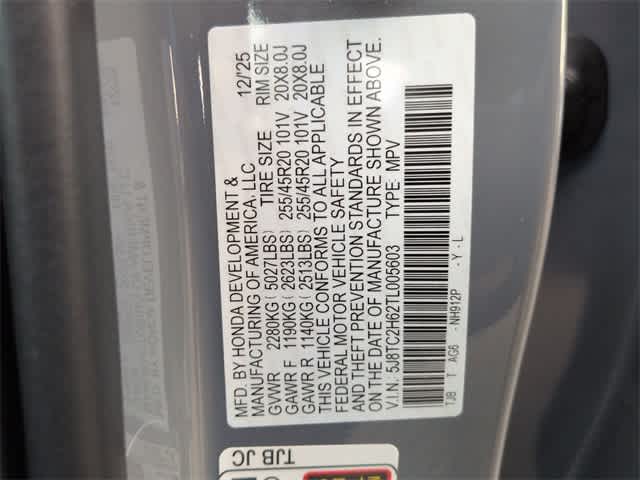 MFD. BY HONDA DEVELOPMENT &
MANUFACTURING OF AMERICA, LLC 12/'25
GVWR 2280KG( 5027LBS) TIRE SIZE RIM SIZE
GAWR F 1190KG( 2623LBS) 255/45R20 101V 20X8.0J
GAWR R 1140KG( 2513LBS) 255/45R20 101V 20X8.0J
THIS VEHICLE CONFORMS TO ALL APPLICABLE
FEDERAL MOTOR VEHICLE SAFETY
AND THEFT PREVENTION STANDARDS IN EFFECT
ON THE DATE OF MANUFACTURE SHOWN ABOVE.
V.I.N. 5J8TC2H62TL005603 TYPE: MPV
TJB T AG6 -NH912P -Y-L
TJB JC